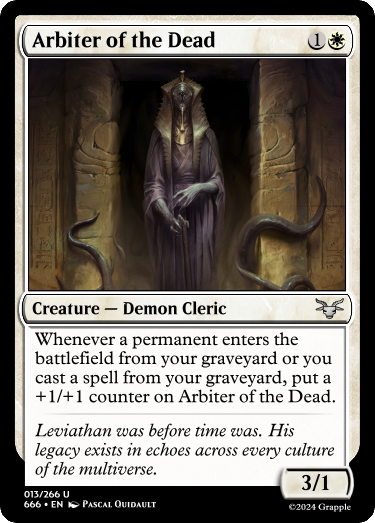 Arbiter of the Dead 1
Creature — Demon Cleric
Whenever a permanent enters the
battlefield from your graveyard or you
cast a spell from your graveyard, put a
+1/+1 counter on Arbiter of the Dead.
Leviathan was before time was. His
legacy exists in echoes across every culture
of the multiverse.
3/1
013/266 U
666 • EN Pascal Quidault
©2024 Grapple